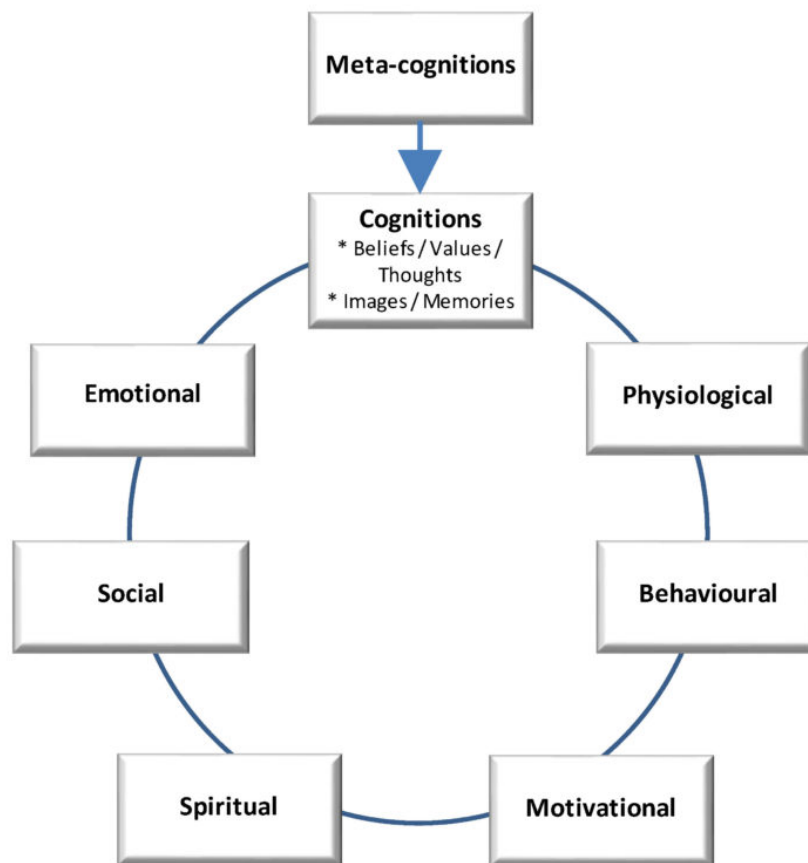 Meta-cognitions
Cognitions
* Beliefs / Values /
Thoughts
* Images / Memories
Emotional
Physiological
Social
Behavioural
Spiritual
Motivational